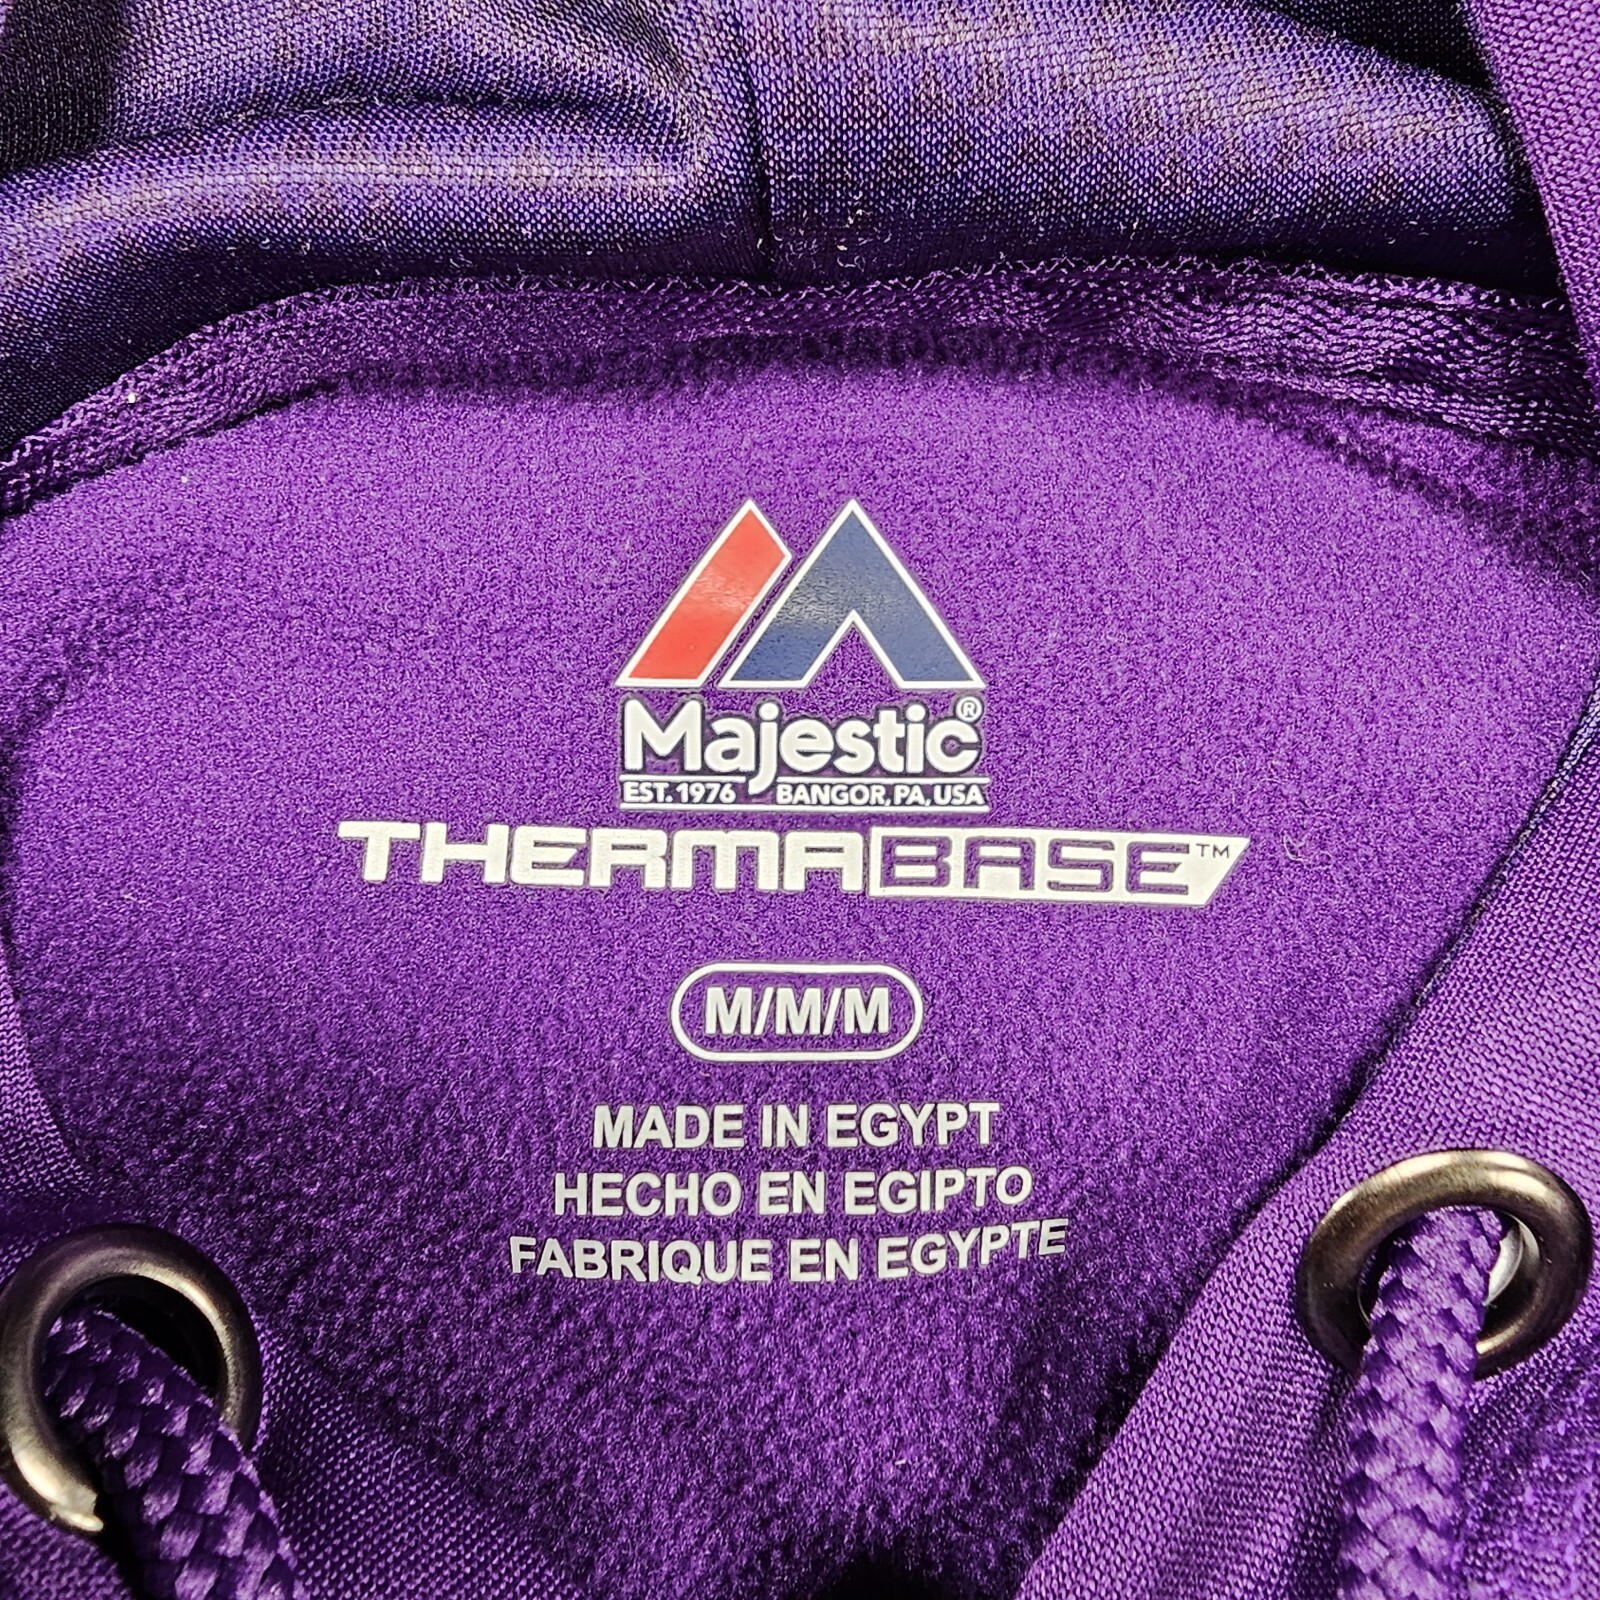 Majestic®
EST. 1976 BANGOR, PA, USA
THERMABASE™
M/M/M
MADE IN EGYPT
HECHO EN EGIPTO
FABRIQUE EN EGYPTE